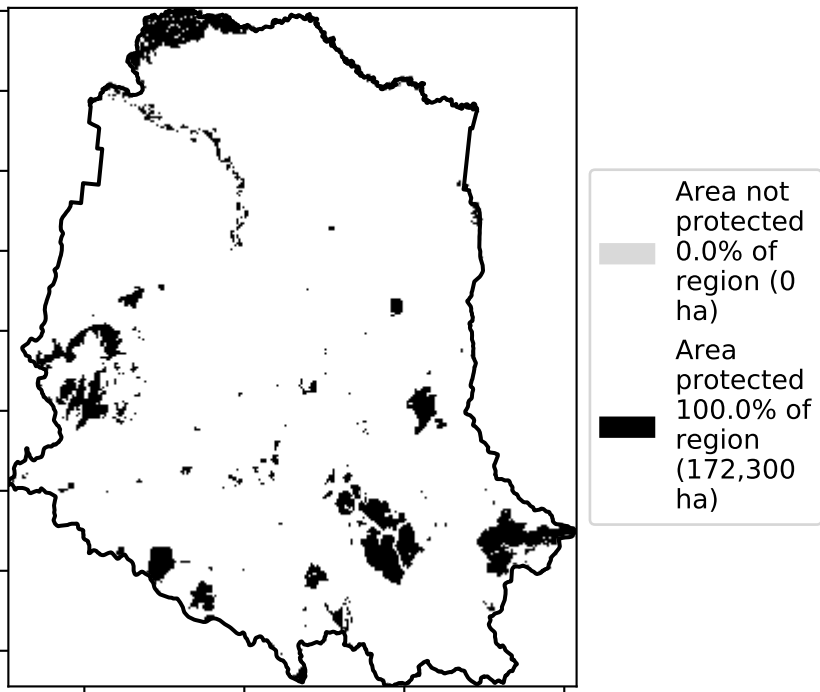 Area not
protected
0.0% of
region (0
ha)
Area
protected
100.0% of
region
(172,300
ha)